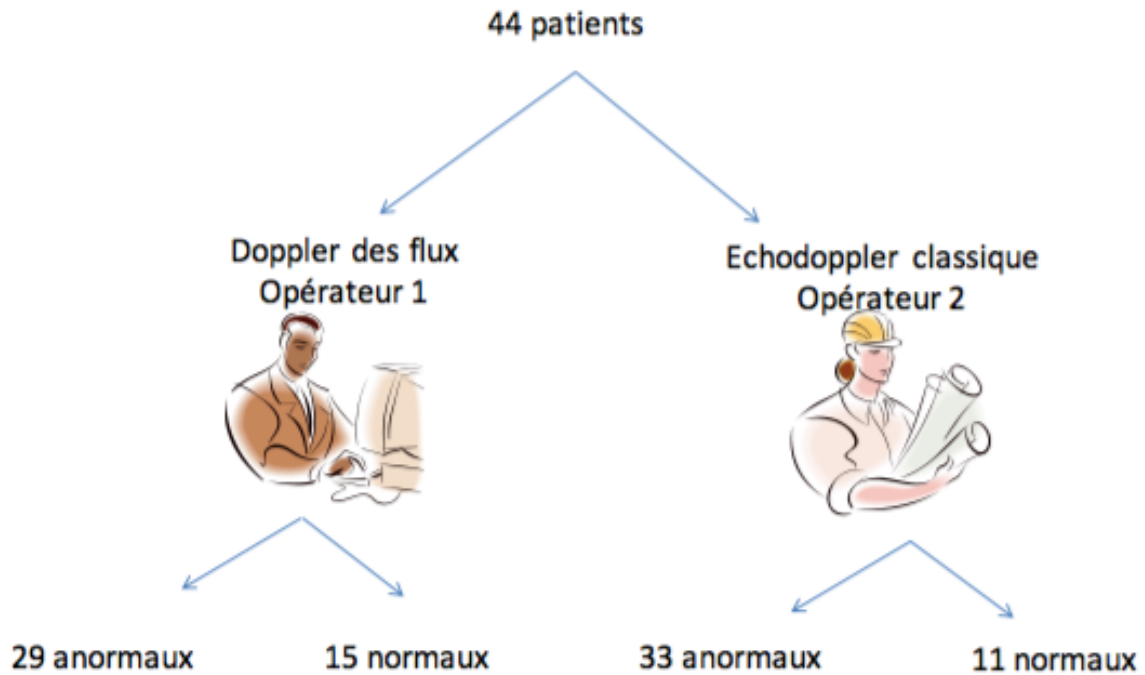 44 patients
Doppler des flux
Opérateur 1
Echodoppler classique
Opérateur 2
29 anormaux
15 normaux
33 anormaux
11 normaux